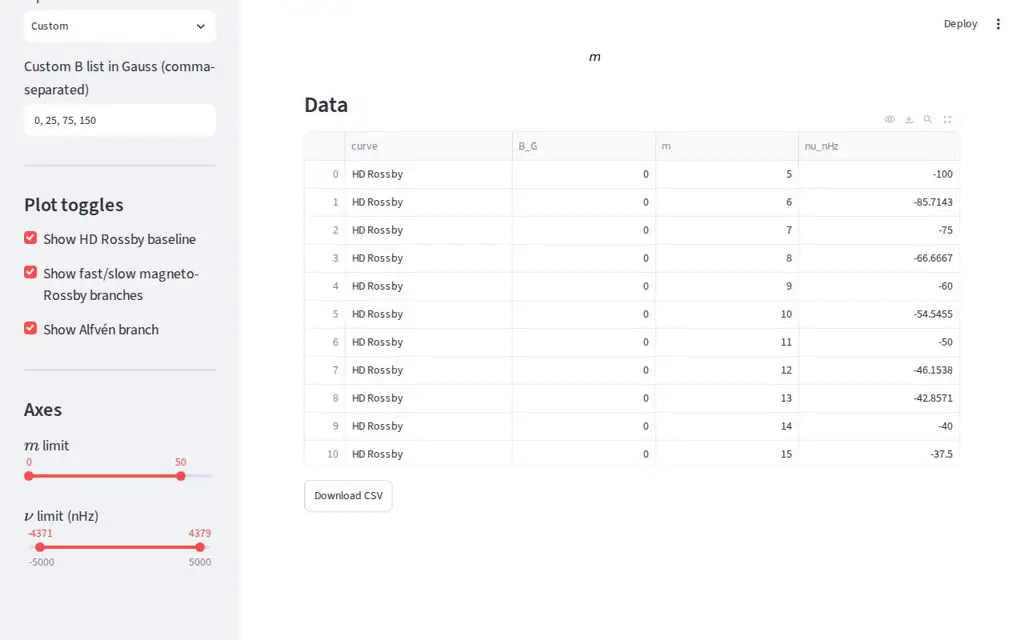 Custom
Custom B list in Gauss (comma-
separated)
0, 25, 75, 150
Plot toggles
Show HD Rossby baseline
Show fast/slow magneto-
Rossby branches
Show Alfvén branch
Axes
m limit
0 50
ν limit (nHz)
-4371 4379
-5000 5000
Deploy
m
Data
curve B_G m nu_nHz
0 HD Rossby 0 5 -100
1 HD Rossby 0 6 -85.7143
2 HD Rossby 0 7 -75
3 HD Rossby 0 8 -66.6667
4 HD Rossby 0 9 -60
5 HD Rossby 0 10 -54.5455
6 HD Rossby 0 11 -50
7 HD Rossby 0 12 -46.1538
8 HD Rossby 0 13 -42.8571
9 HD Rossby 0 14 -40
10 HD Rossby 0 15 -37.5
Download CSV